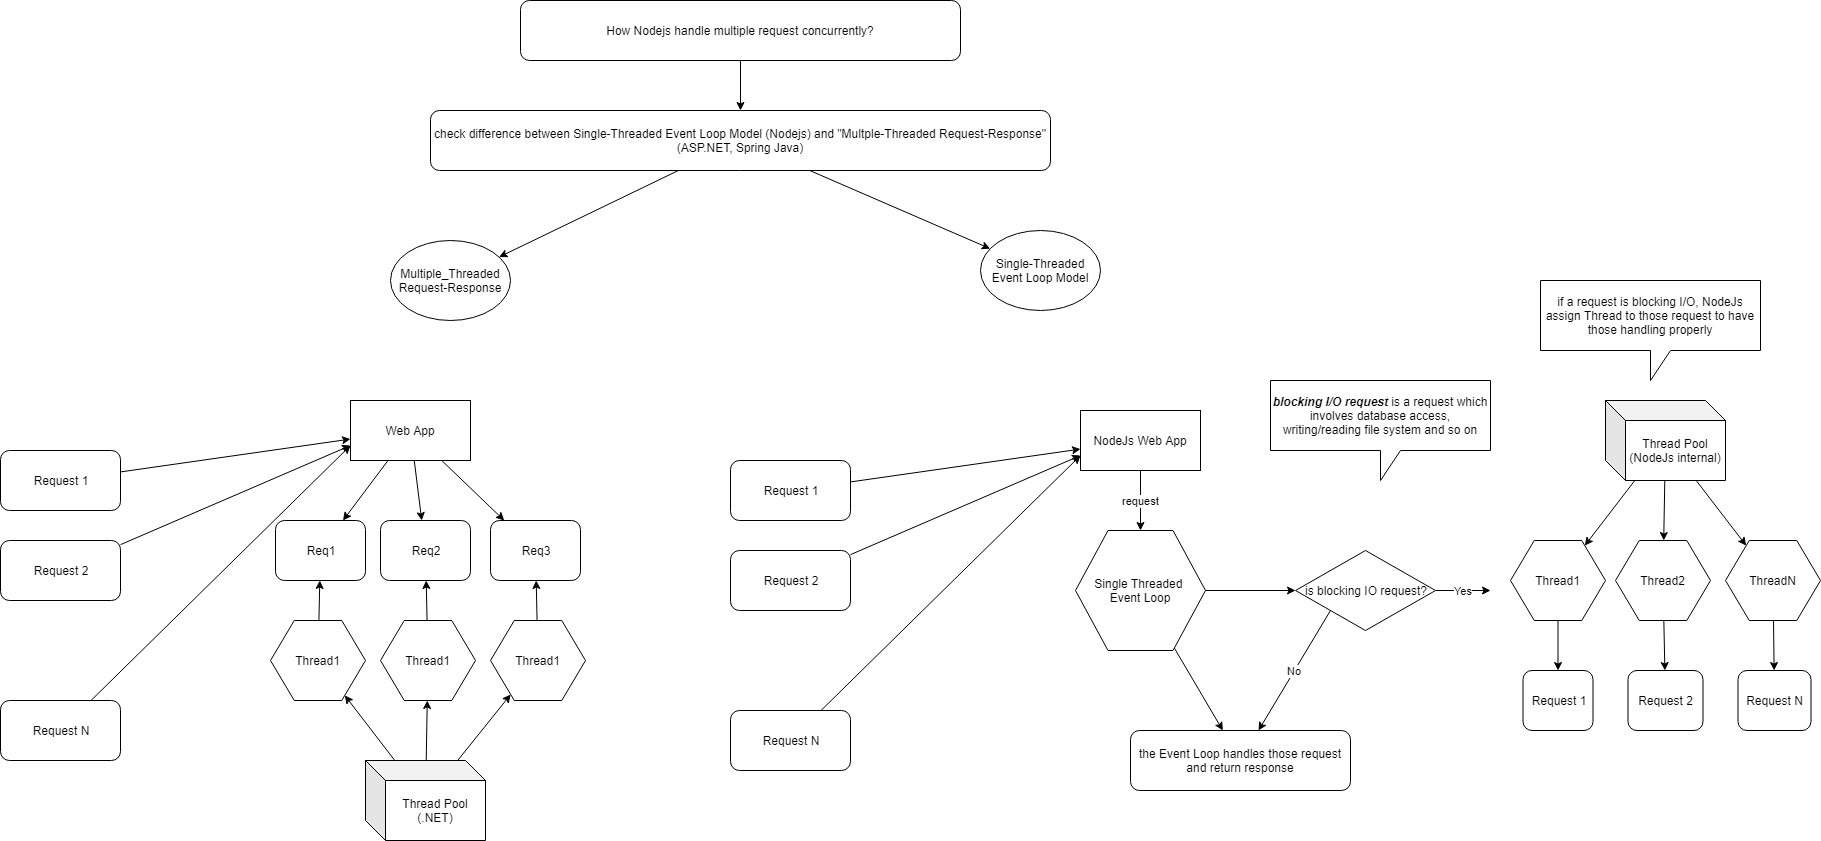 How Nodejs handle multiple request concurrently?
check difference between Single-Threaded Event Loop Model (Nodejs) and "Multple-Threaded Request-Response"
(ASP.NET, Spring Java)
Multiple_Threaded
Request-Response
Single-Threaded
Event Loop Model
Web App
Request 1
Request 2
Request N
Req1
Req2
Req3
Thread1
Thread1
Thread1
Thread Pool
(.NET)
NodeJs Web App
Request 1
Request 2
Request N
request
Single Threaded
Event Loop
is blocking IO request?
Yes
No
the Event Loop handles those request
and return response
blocking I/O request is a request which
involves database access,
writing/reading file system and so on
if a request is blocking I/O, NodeJs
assign Thread to those request to have
those handling properly
Thread Pool
(NodeJs internal)
Thread1
Thread2
ThreadN
Request 1
Request 2
Request N